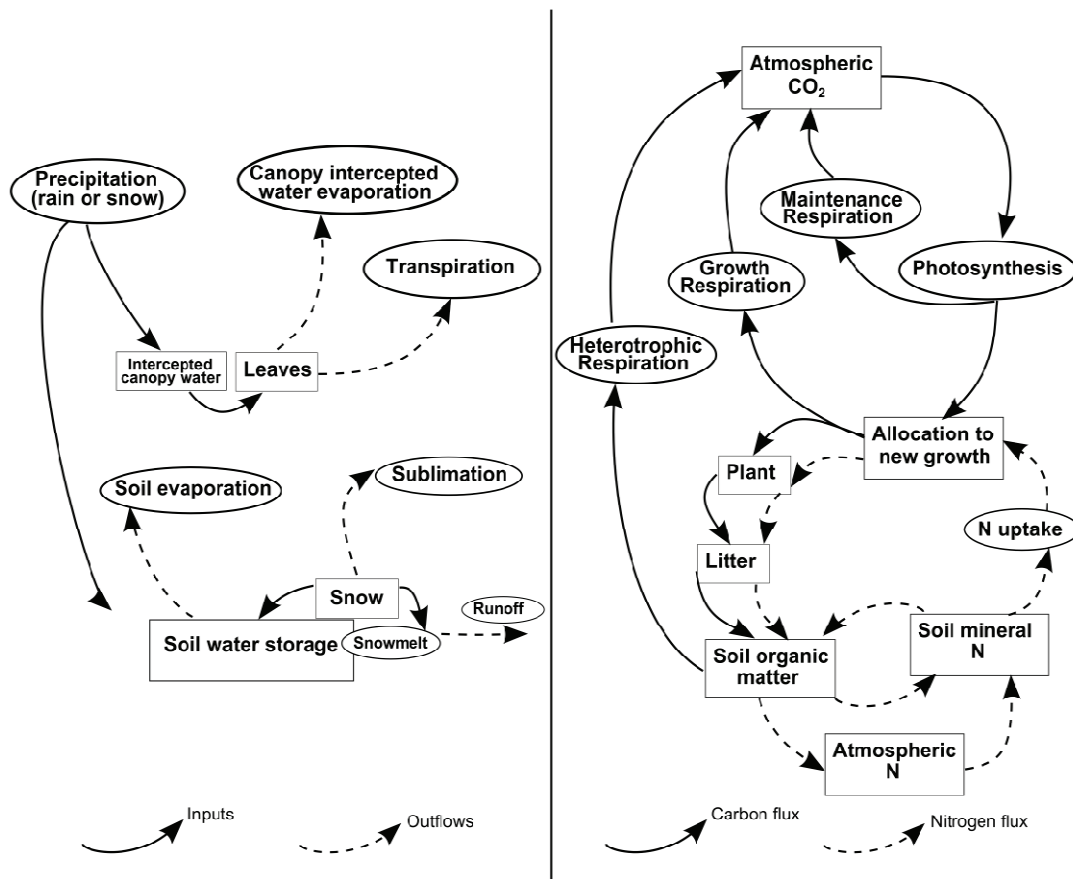 Precipitation
(rain or snow)
Canopy intercepted
water evaporation
Transpiration
Intercepted
canopy water
Leaves
Soil evaporation
Sublimation
Snow
Runoff
Soil water storage
Snowmelt
Inputs
Outflows
Atmospheric
CO₂
Maintenance
Respiration
Growth
Respiration
Photosynthesis
Heterotrophic
Respiration
Allocation to
new growth
Plant
N uptake
Litter
Soil mineral
N
Soil organic
matter
Atmospheric
N
Carbon flux
Nitrogen flux